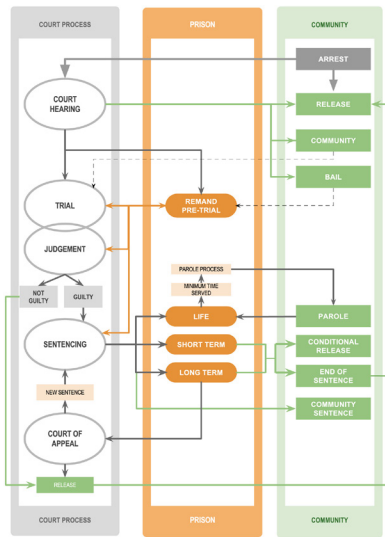 COURT PROCESS
PRISON
COMMUNITY
ARREST
COURT
HEARING
RELEASE
COMMUNITY
BAIL
TRIAL
REMAND
PRE-TRIAL
JUDGEMENT
PAROLE PROCESS
NOT
GUILTY
GUILTY
MINIMUM TIME
SERVED
LIFE
PAROLE
SENTENCING
SHORT TERM
CONDITIONAL
RELEASE
LONG TERM
END OF
SENTENCE
NEW SENTENCE
COMMUNITY
SENTENCE
COURT OF
APPEAL
RELEASE
COURT PROCESS
PRISON
COMMUNITY